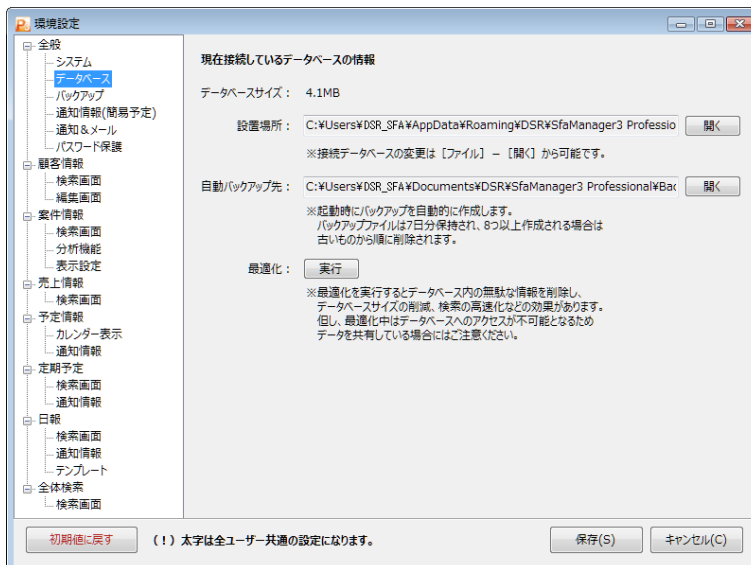 環境設定
全般
システム
データベース
バックアップ
通知情報(簡易予定)
通知&メール
パスワード保護
顧客情報
検索画面
編集画面
案件情報
検索画面
分析機能
表示設定
売上情報
検索画面
予定情報
カレンダー表示
通知情報
定期予定
検索画面
通知情報
日報
検索画面
通知情報
テンプレート
全体検索
検索画面
現在接続しているデータベースの情報
データベースサイズ： 4.1MB
設置場所： C:¥Users¥DSR_SFA¥AppData¥Roaming¥DSR¥SfaManager3 Professio 開く
※接続データベースの変更は［ファイル］－［開く］から可能です。
自動バックアップ先： C:¥Users¥DSR_SFA¥Documents¥DSR¥SfaManager3 Professional¥Bac 開く
※起動時にバックアップを自動的に作成します。
バックアップファイルは7日分保持され、8つ以上作成される場合は
古いものから順に削除されます。
最適化： 実行
※最適化を実行するとデータベース内の無駄な情報を削除し、
データベースサイズの削減、検索の高速化などの効果があります。
但し、最適化中はデータベースへのアクセスが不可能となるため
データを共有している場合にはご注意ください。
初期値に戻す （！）太字は全ユーザー共通の設定になります。 保存(S) キャンセル(C)